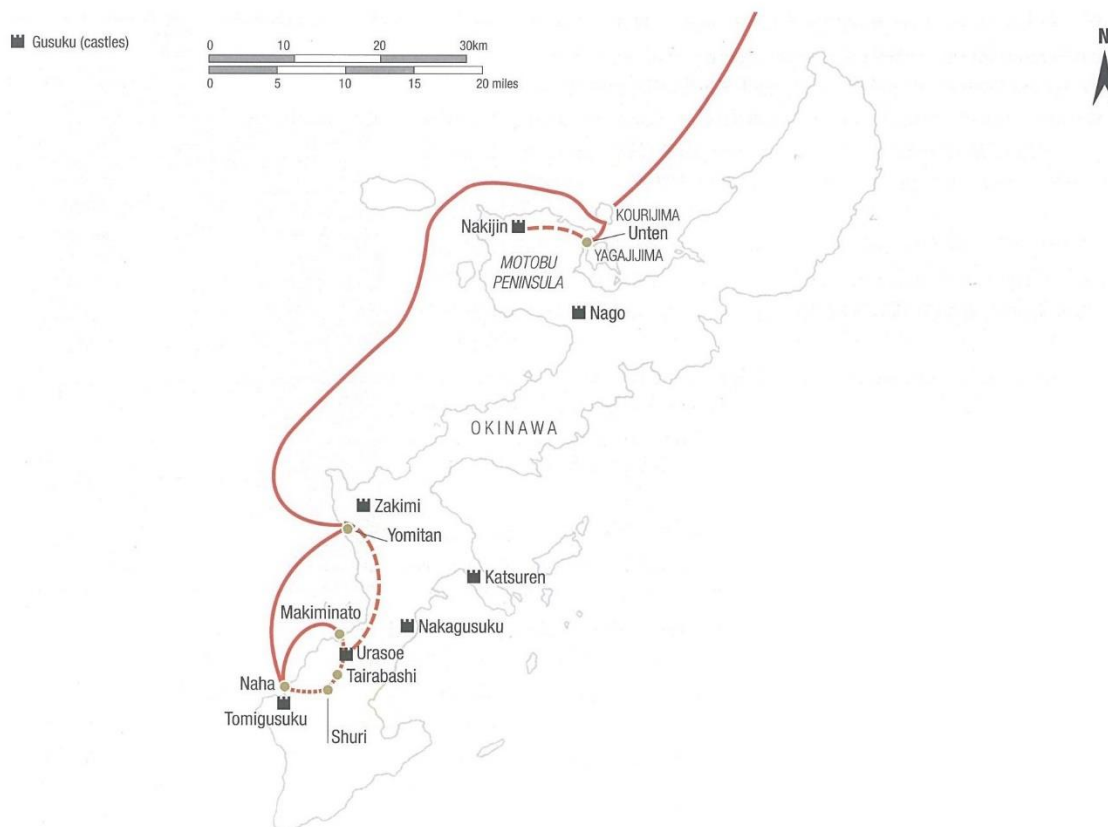 Gusuku (castles)
0 10 20 30km
0 5 10 15 20 miles
N
KOURIJIMA
Nakijin
Unten
YAGAJIJIMA
MOTOBU
PENINSULA
Nago
OKINAWA
Zakimi
Yomitan
Katsuren
Makiminato
Nakagusuku
Urasoe
Tairabashi
Naha
Tomigusuku
Shuri